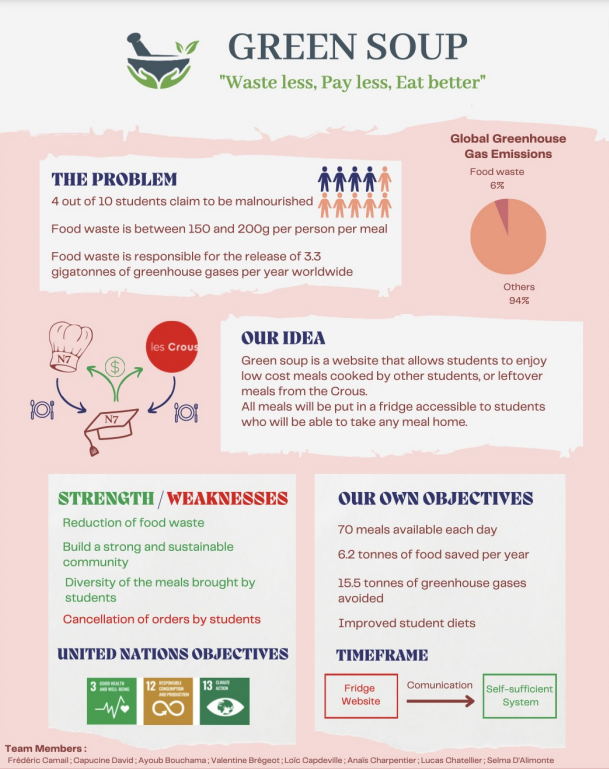 GREEN SOUP
"Waste less, Pay less, Eat better"
Global Greenhouse
Gas Emissions
Food waste
6%
Others
94%
THE PROBLEM
4 out of 10 students claim to be malnourished
Food waste is between 150 and 200g per person per meal
Food waste is responsible for the release of 3.3
gigatonnes of greenhouse gases per year worldwide
N7
les Crous
$
N7
OUR IDEA
Green soup is a website that allows students to enjoy
low cost meals cooked by other students, or leftover
meals from the Crous.
All meals will be put in a fridge accessible to students
who will be able to take any meal home.
STRENGTH / WEAKNESSES
Reduction of food waste
Build a strong and sustainable
community
Diversity of the meals brought by
students
Cancellation of orders by students
UNITED NATIONS OBJECTIVES
3 GOOD HEALTH
AND WELL-BEING
12 RESPONSIBLE
CONSUMPTION
AND PRODUCTION
13 CLIMATE
ACTION
OUR OWN OBJECTIVES
70 meals available each day
6.2 tonnes of food saved per year
15.5 tonnes of greenhouse gases
avoided
Improved student diets
TIMEFRAME
Fridge
Website
Comunication
Self-sufficient
System
Team Members :
Frédéric Camail ; Capucine David ; Ayoub Bouchama ; Valentine Brégeot ; Loïc Capdeville ; Anaïs Charpentier ; Lucas Chatellier ; Selma D'Alimonte